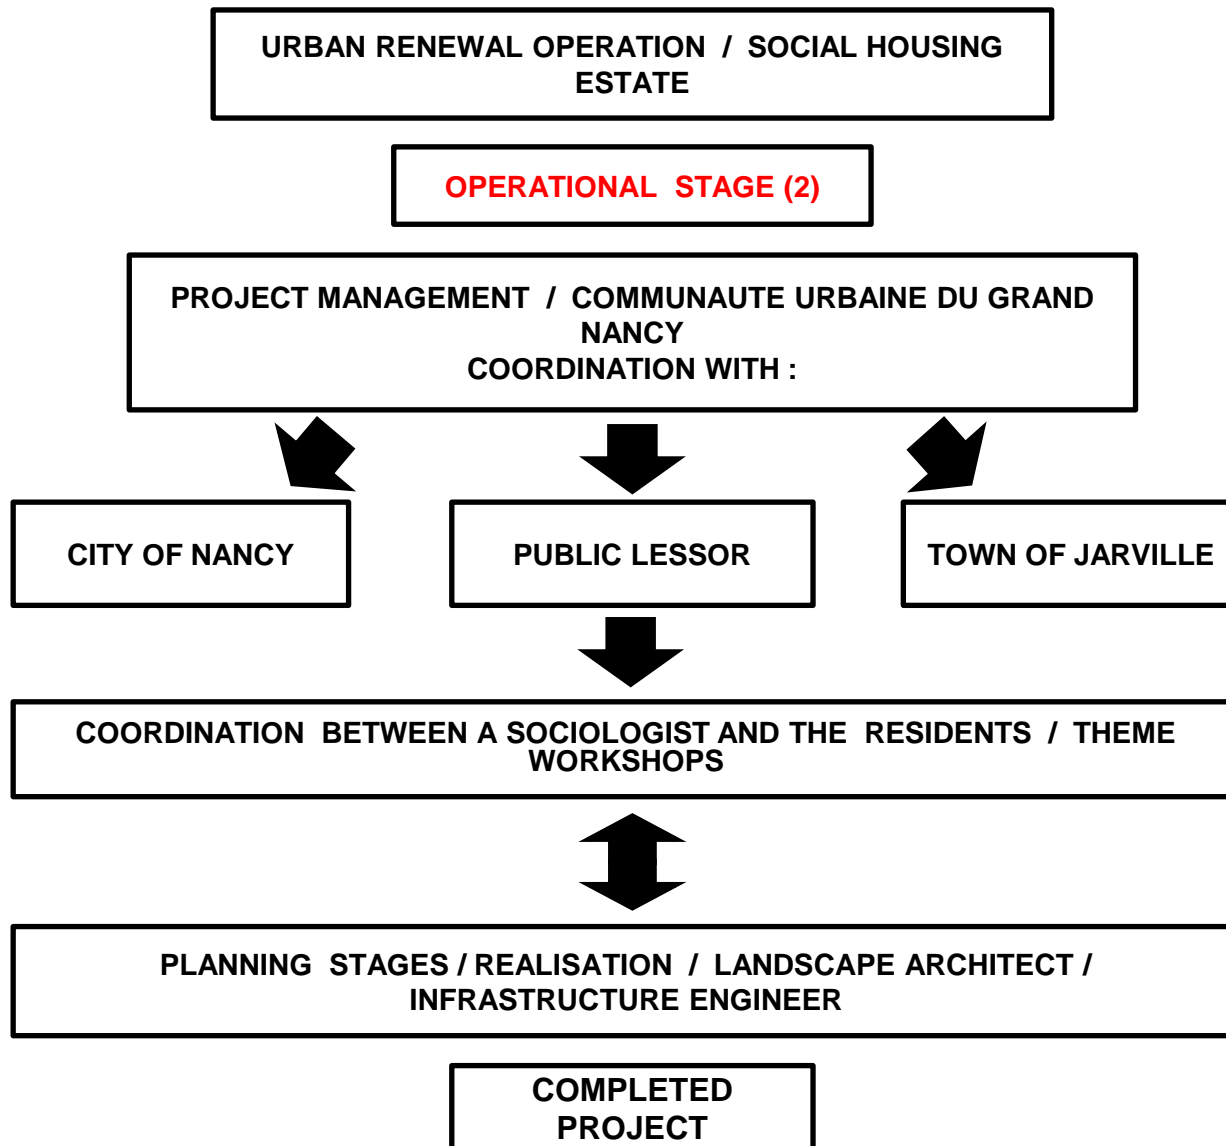 URBAN RENEWAL OPERATION / SOCIAL HOUSING
ESTATE
OPERATIONAL STAGE (2)
PROJECT MANAGEMENT / COMMUNAUTE URBAINE DU GRAND
NANCY
COORDINATION WITH :
CITY OF NANCY
PUBLIC LESSOR
TOWN OF JARVILLE
COORDINATION BETWEEN A SOCIOLOGIST AND THE RESIDENTS / THEME
WORKSHOPS
PLANNING STAGES / REALISATION / LANDSCAPE ARCHITECT /
INFRASTRUCTURE ENGINEER
COMPLETED
PROJECT